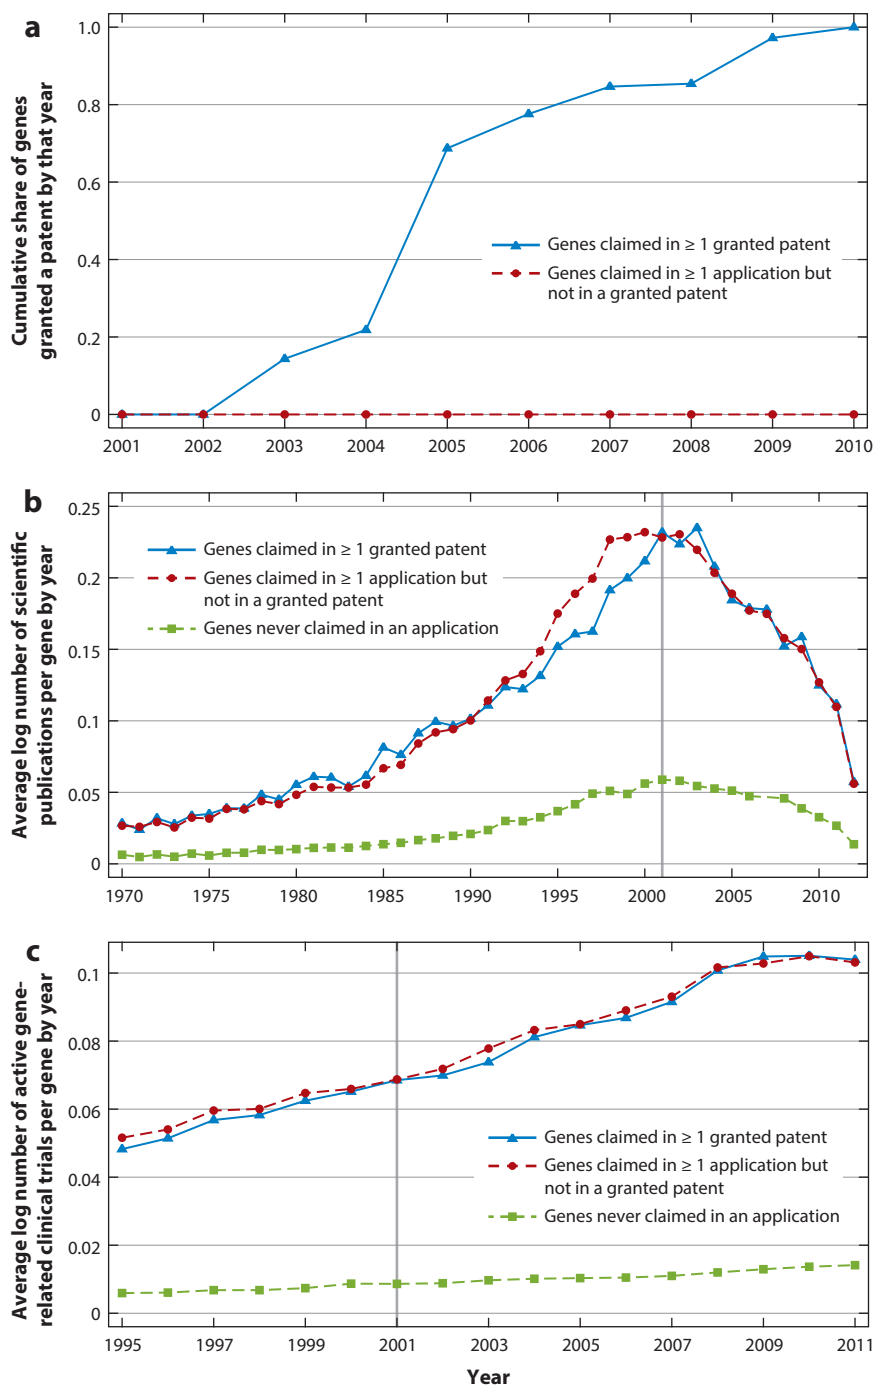 a
Cumulative share of genes
granted a patent by that year
1.0
0.8
0.6
0.4
0.2
0
Genes claimed in ≥ 1 granted patent
Genes claimed in ≥ 1 application but
not in a granted patent
2001 2002 2003 2004 2005 2006 2007 2008 2009 2010
b
Average log number of scientific
publications per gene by year
0.25
0.2
0.15
0.1
0.05
0
Genes claimed in ≥ 1 granted patent
Genes claimed in ≥ 1 application but
not in a granted patent
Genes never claimed in an application
1970 1975 1980 1985 1990 1995 2000 2005 2010
c
Average log number of active gene-
related clinical trials per gene by year
0.1
0.08
0.06
0.04
0.02
0
Genes claimed in ≥ 1 granted patent
Genes claimed in ≥ 1 application but
not in a granted patent
Genes never claimed in an application
1995 1997 1999 2001 2003 2005 2007 2009 2011
Year